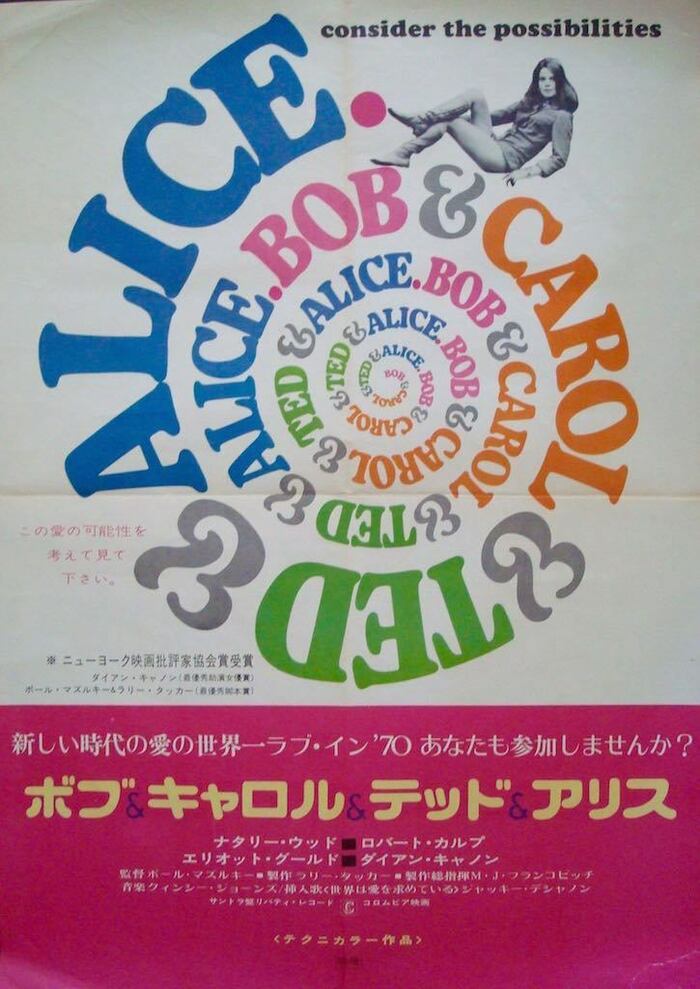 consider the possibilities
BOB & CAROL & TED & ALICE.
BOB & CAROL & TED & ALICE.
BOB & CAROL & TED & ALICE.
BOB & CAROL & TED & ALICE.
BOB & CAROL & TED & ALICE.
この愛の可能性を
考えて見て
下さい。
※ ニューヨーク映画批評家協会賞受賞
ダイアン・キャノン(最優秀助演女優賞)
ポール・マズルキー&ラリー・タッカー(最優秀脚本賞)
新しい時代の愛の世界—ラブ・イン'70 あなたも参加しませんか?
ボブ&キャロル&テッド&アリス
ナタリー・ウッド■ロバート・カルプ
エリオット・グールド■ダイアン・キャノン
監督ポール・マズルキー■製作ラリー・タッカー■製作総指揮M・J・フランコビッチ
音楽クィンシー・ジョーンズ/挿入歌<世界は愛を求めている>ジャッキー・デシャノン
サントラ盤リバティ・レコード C コロムビア映画
<テクニカラー作品>